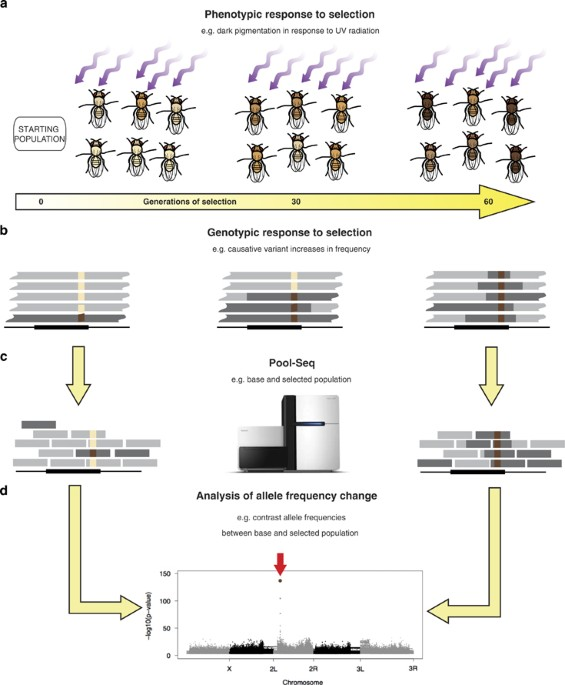 a
Phenotypic response to selection
e.g. dark pigmentation in response to UV radiation
STARTING
POPULATION
0 Generations of selection 30 60
b
Genotypic response to selection
e.g. causative variant increases in frequency
c
Pool-Seq
e.g. base and selected population
d
Analysis of allele frequency change
e.g. contrast allele frequencies
between base and selected population
150
100
50
0
−log10(p-value)
X 2L 2R 3L 3R
Chromosome